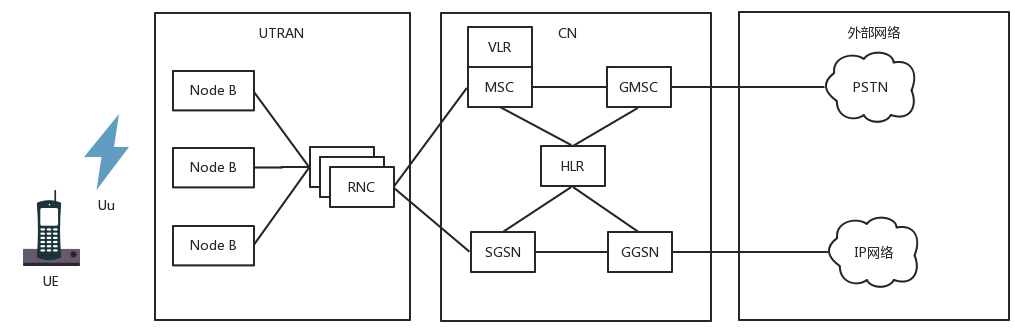 UTRAN
CN
外部网络
VLR
MSC
GMSC
PSTN
Node B
Node B
Node B
RNC
HLR
SGSN
GGSN
IP网络
Uu
UE